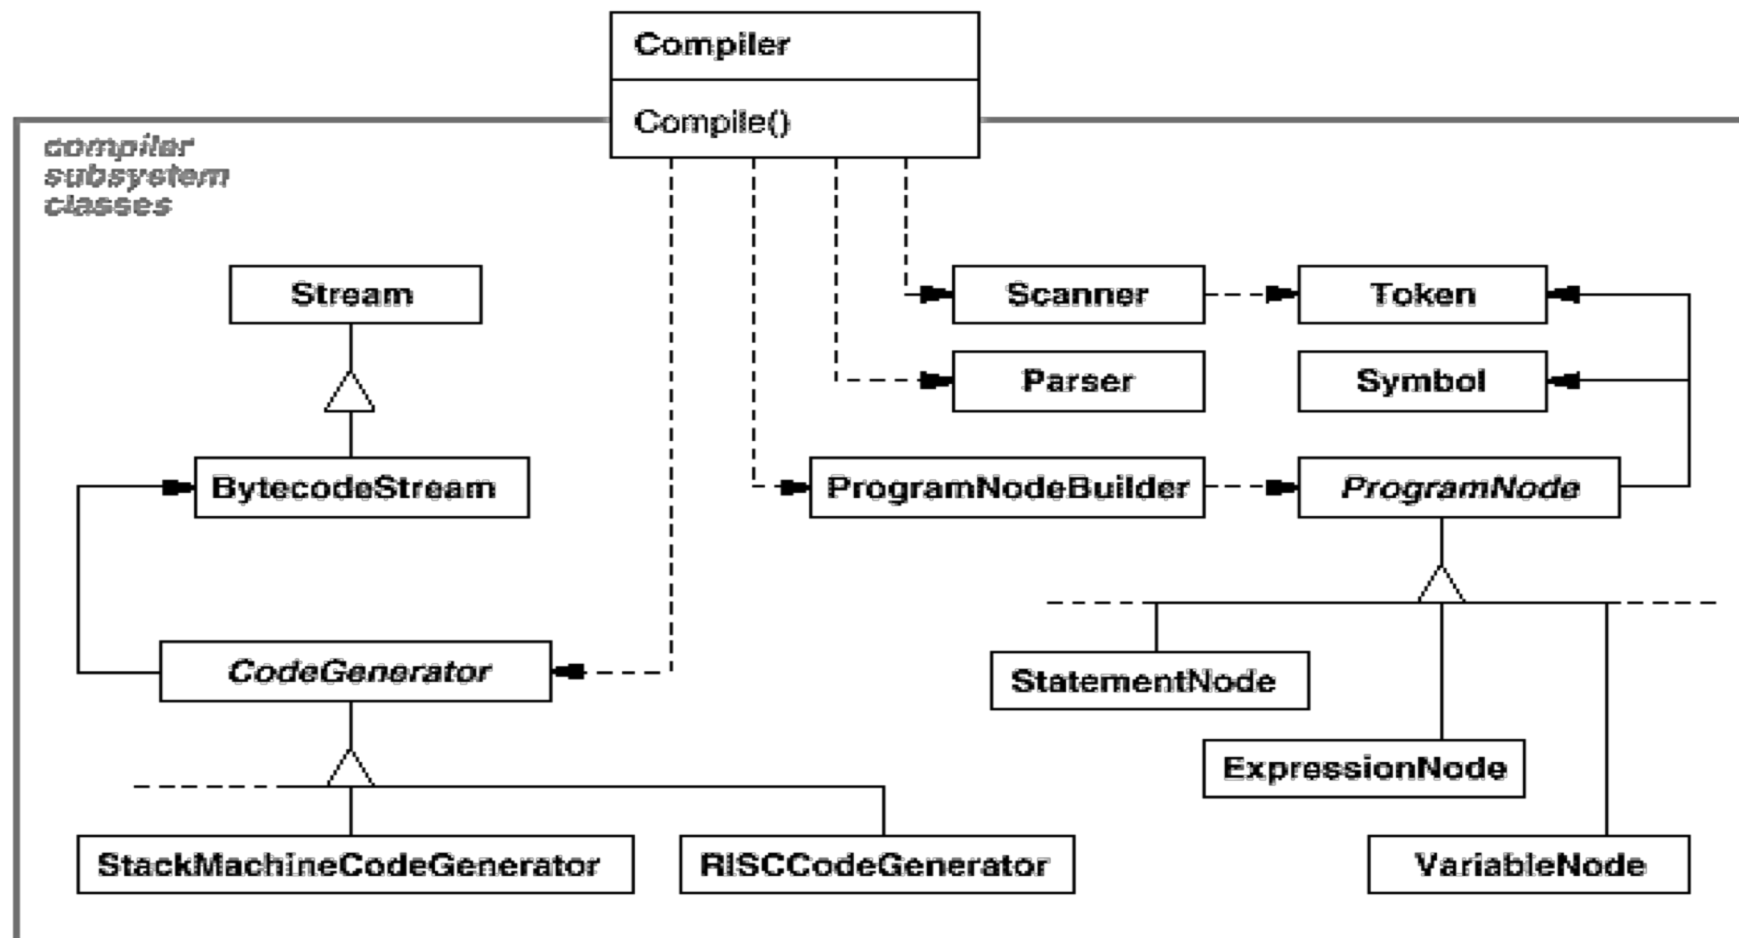 Compiler
Compile()
compiler
subsystem
classes
Stream
Scanner
Token
Parser
Symbol
BytecodeStream
ProgramNodeBuilder
ProgramNode
CodeGenerator
StatementNode
ExpressionNode
StackMachineCodeGenerator
RISCCodeGenerator
VariableNode